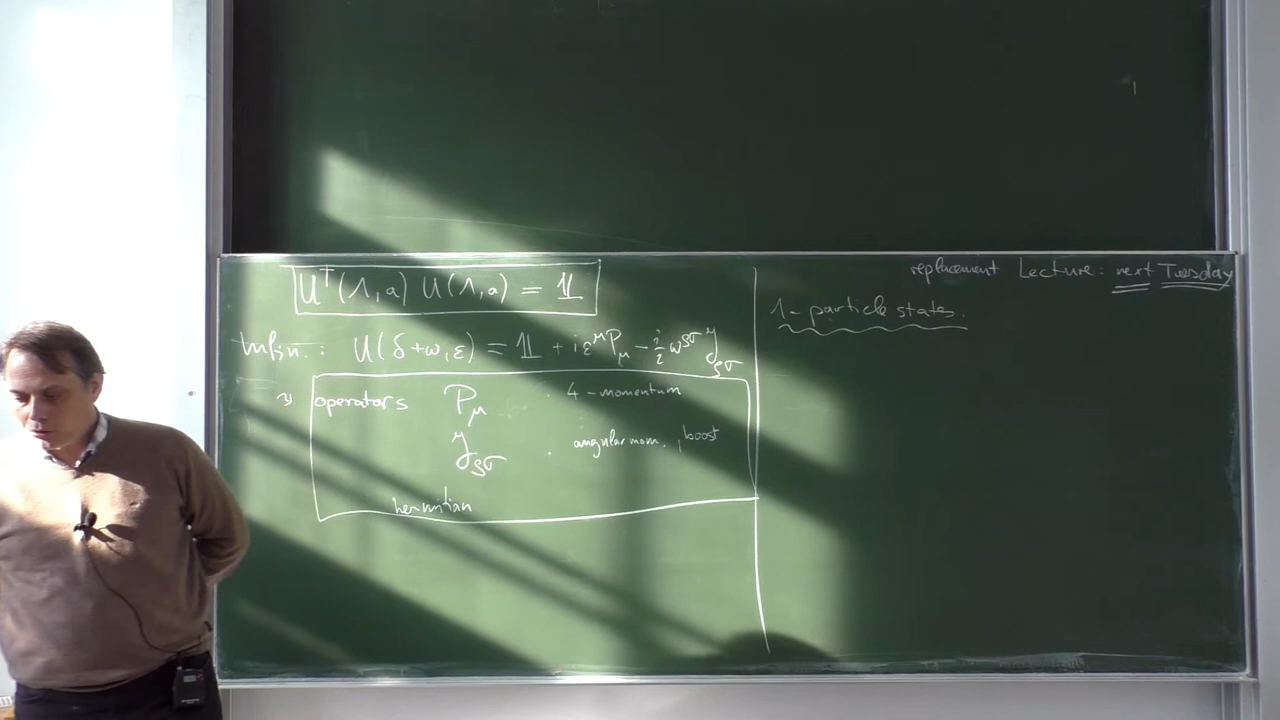 U†(Λ,a) U(Λ,a) = 𝟙
Infin.: U(δ+ω,ε) = 𝟙 + iε^μ P_μ − i/2 ω^{ρσ} J_{ρσ}
operators P_μ · 4-momentum
J_{ρσ} · angular mom., boost
hermitian
replacement Lecture: next Tuesday
1-particle states.